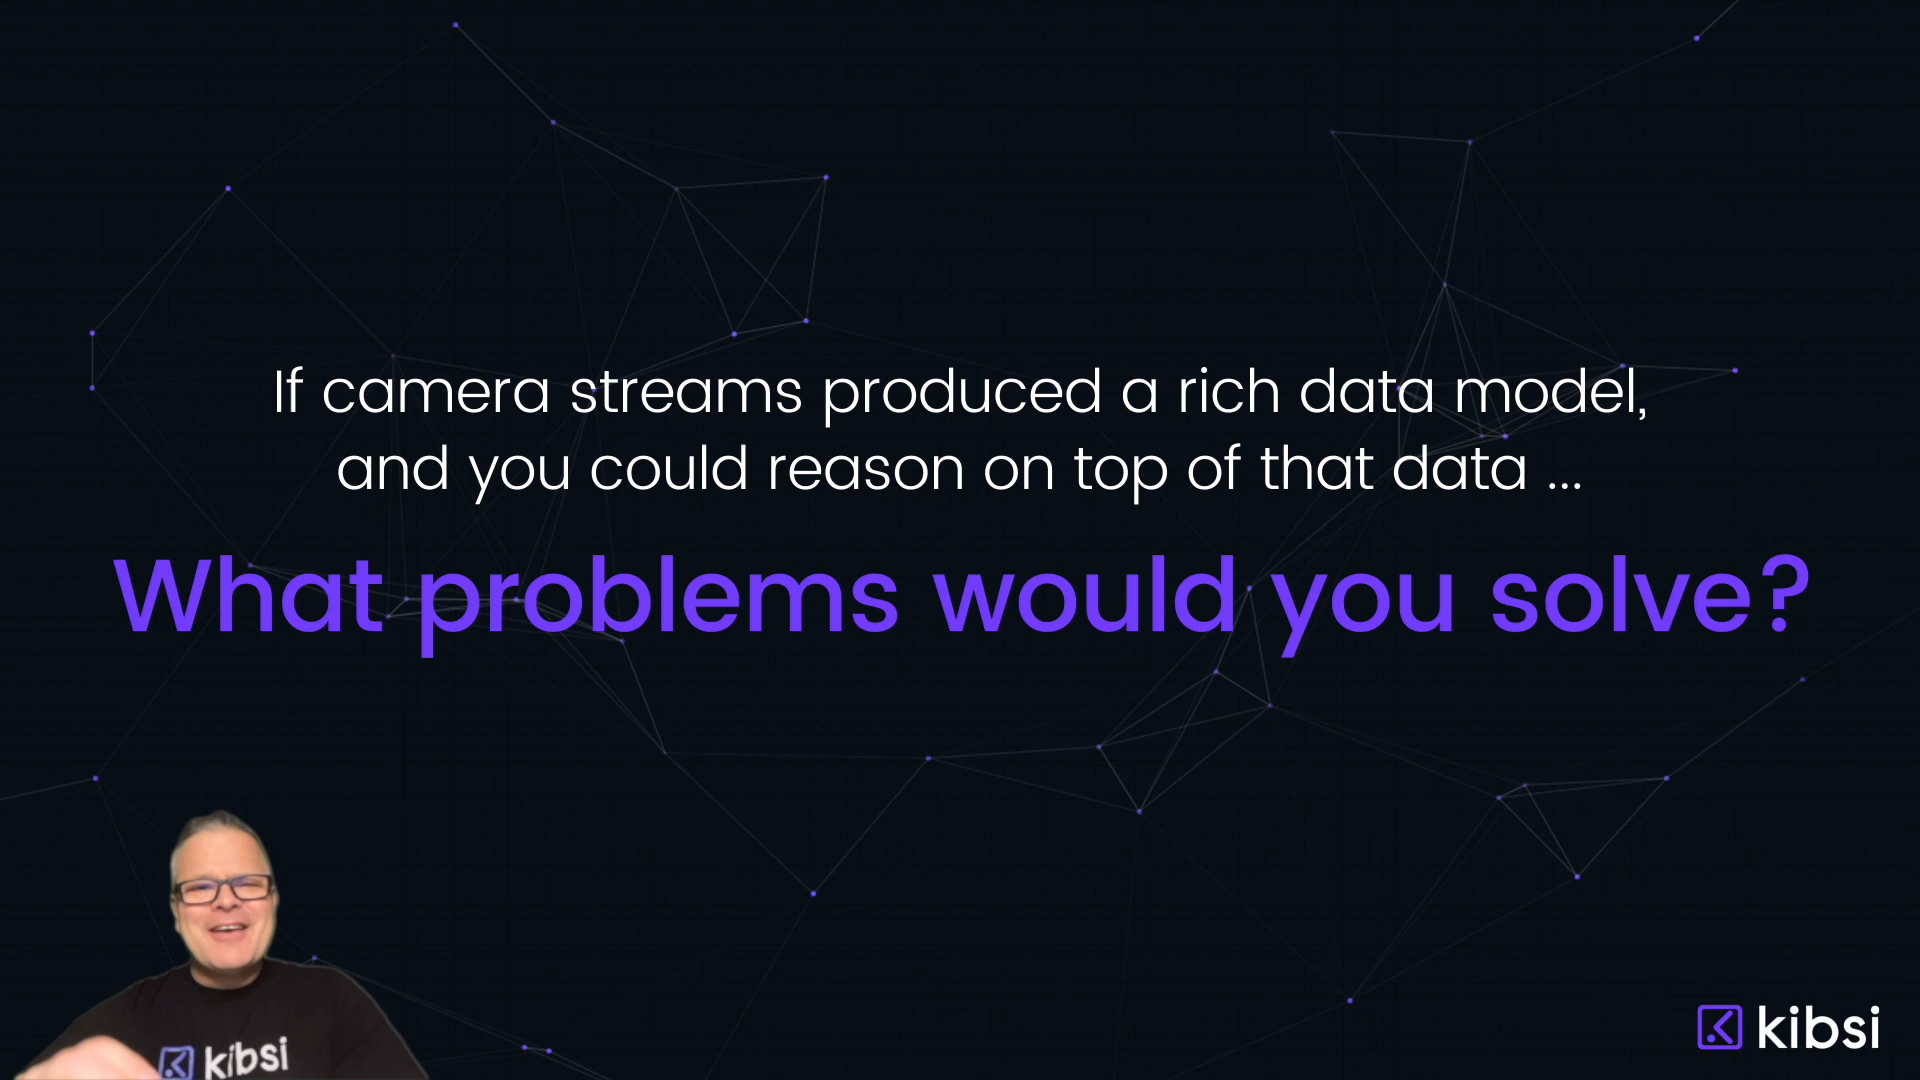 If camera streams produced a rich data model,
and you could reason on top of that data ...
What problems would you solve?
kibsi
kibsi